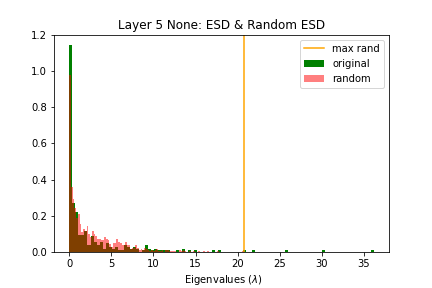 Layer 5 None: ESD & Random ESD
1.2
1.0
0.8
0.6
0.4
0.2
0.0
max rand
original
random
0 5 10 15 20 25 30 35
Eigenvalues (λ)